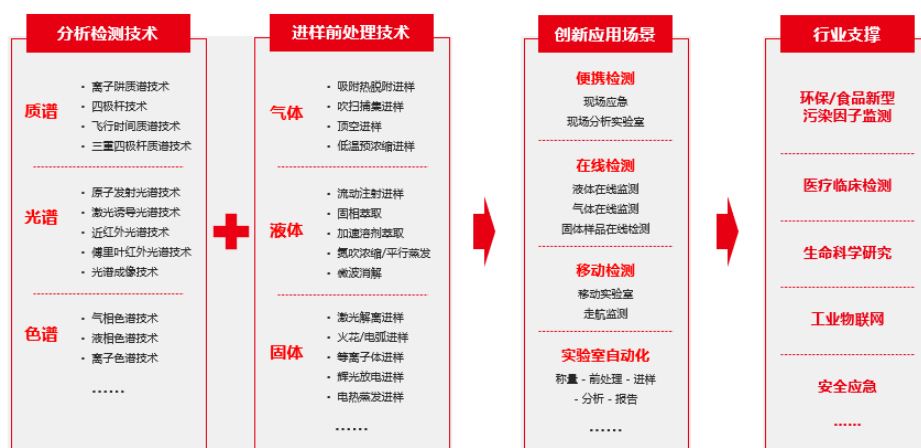 分析检测技术
质谱
· 离子阱质谱技术
· 四极杆技术
· 飞行时间质谱技术
· 三重四极杆质谱技术
光谱
· 原子发射光谱技术
· 激光诱导光谱技术
· 近红外光谱技术
· 傅里叶红外光谱技术
· 光谱成像技术
色谱
· 气相色谱技术
· 液相色谱技术
· 离子色谱技术
······
进样前处理技术
气体
· 吸附热脱附进样
· 吹扫捕集进样
· 顶空进样
· 低温预浓缩进样
液体
· 流动注射进样
· 固相萃取
· 加速溶剂萃取
· 氮吹浓缩/平行蒸发
· 微波消解
固体
· 激光解离进样
· 火花/电弧进样
· 等离子体进样
· 辉光放电进样
· 电热蒸发进样
······
创新应用场景
便携检测
现场应急
现场分析实验室
在线检测
液体在线监测
气体在线监测
固体样品在线检测
移动检测
移动实验室
走航监测
实验室自动化
称量 - 前处理 - 进样
- 分析 - 报告
······
行业支撑
环保/食品新型
污染因子监测
医疗临床检测
生命科学研究
工业物联网
安全应急
······